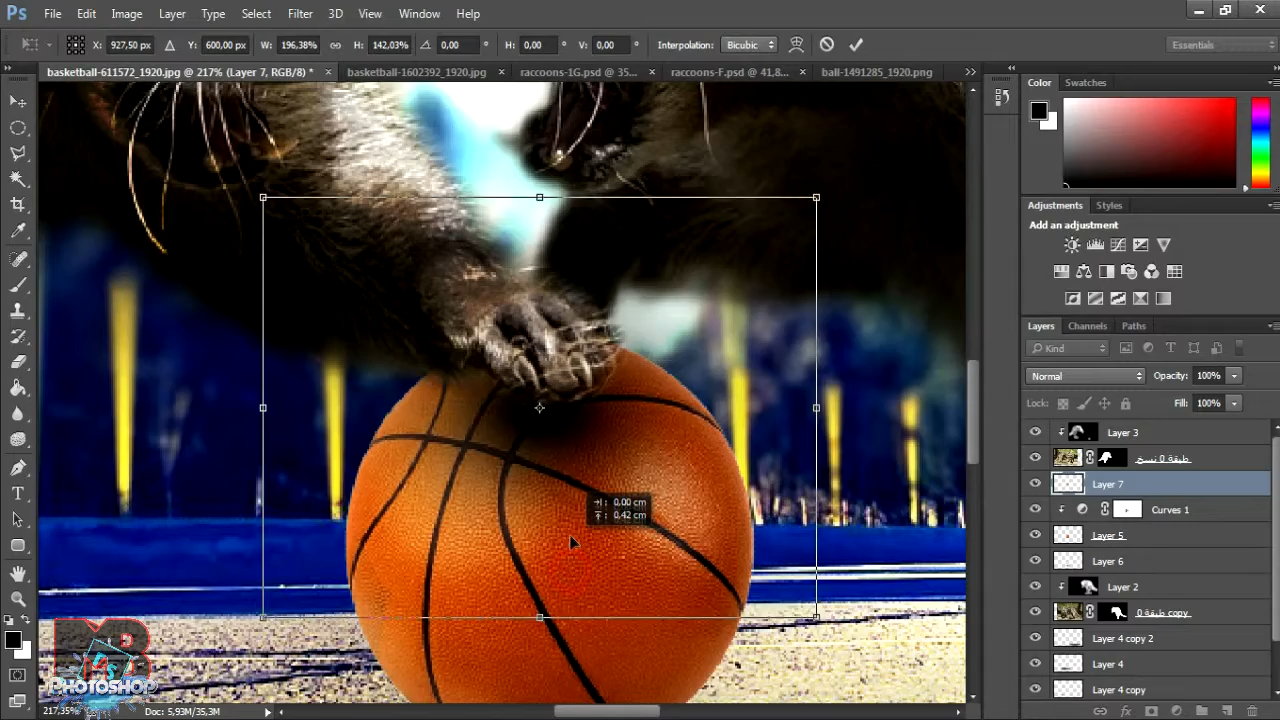 Ps File Edit Image Layer Type Select Filter 3D View Window Help
X: 927,50 px Y: 600,00 px W: 196,38% H: 142,03% 0,00 ° H: 0,00 ° V: 0,00 ° Interpolation: Bicubic Essentials
basketball-611572_1920.jpg @ 217% (Layer 7, RGB/8) * basketball-1602392_1920.jpg raccoons-1G.psd @ 35... raccoons-F.psd @ 41,8... ball-1491285_1920.png
Color Swatches
Adjustments Styles
Add an adjustment
Layers Channels Paths
Kind
Normal Opacity: 100%
Lock: Fill: 100%
Layer 3
طبقة 0 نسخ
Layer 7
Curves 1
Layer 5
Layer 6
Layer 2
طبقة 0 copy
Layer 4 copy 2
Layer 4
Layer 4 copy
0,00 cm
0,42 cm
PHOTOSHOP
217,35% Doc: 5,93M/35,3M